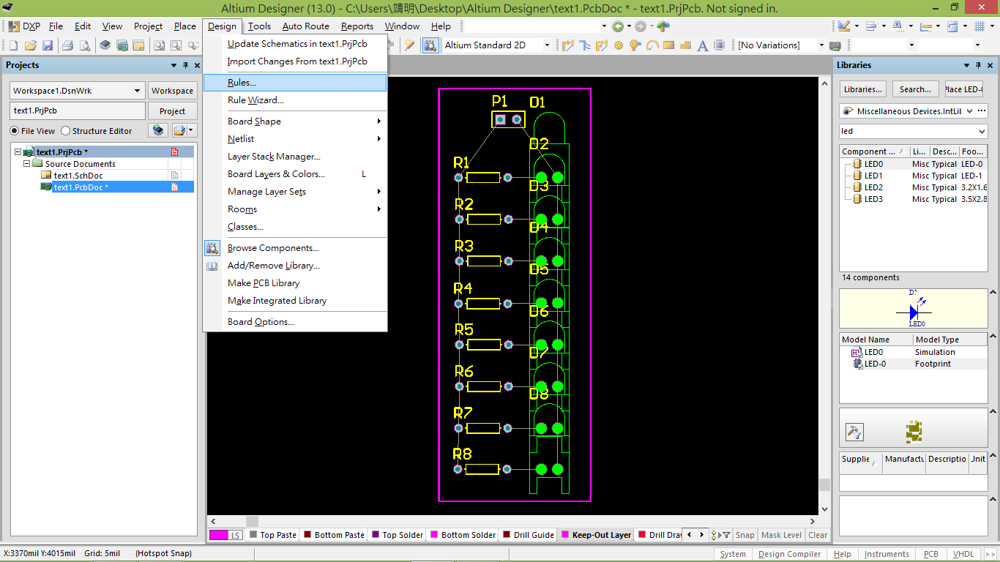 Altium Designer (13.0) - C:\Users\靖明\Desktop\Altium Designer\text1.PcbDoc * - text1.PrjPcb. Not signed in.
DXP File Edit View Project Place Design Tools Auto Route Reports Window Help
Altium Standard 2D [No Variations]
Projects
Workspace1.DsnWrk Workspace
text1.PrjPcb Project
File View Structure Editor
text1.PrjPcb *
Source Documents
text1.SchDoc
text1.PcbDoc *
Update Schematics in text1.PrjPcb
Import Changes From text1.PrjPcb
Rules...
Rule Wizard...
Board Shape
Netlist
Layer Stack Manager...
Board Layers & Colors... L
Manage Layer Sets
Rooms
Classes...
Browse Components...
Add/Remove Library...
Make PCB Library
Make Integrated Library
Board Options...
P1 D1
D2
R1
D3
R2
D4
R3
D5
R4
D6
R5
D7
R6
D8
R7
R8
Libraries
Libraries... Search... Place LED-
Miscellaneous Devices.IntLib
led
Component ... Li... Desc... Foo...
LED0 Misc Typical LED-0
LED1 Misc Typical LED-1
LED2 Misc Typical 3.2X1.6
LED3 Misc Typical 3.5X2.8
14 components
D?
LED0
Model Name Model Type
LED0 Simulation
LED-0 Footprint
Supplie Manufactu Descriptio Unit
LS Top Paste Bottom Paste Top Solder Bottom Solder Drill Guide Keep-Out Layer Drill Draw Snap Mask Level Clear
X:3370mil Y:4015mil Grid: 5mil (Hotspot Snap) System Design Compiler Help Instruments PCB VHDL >>